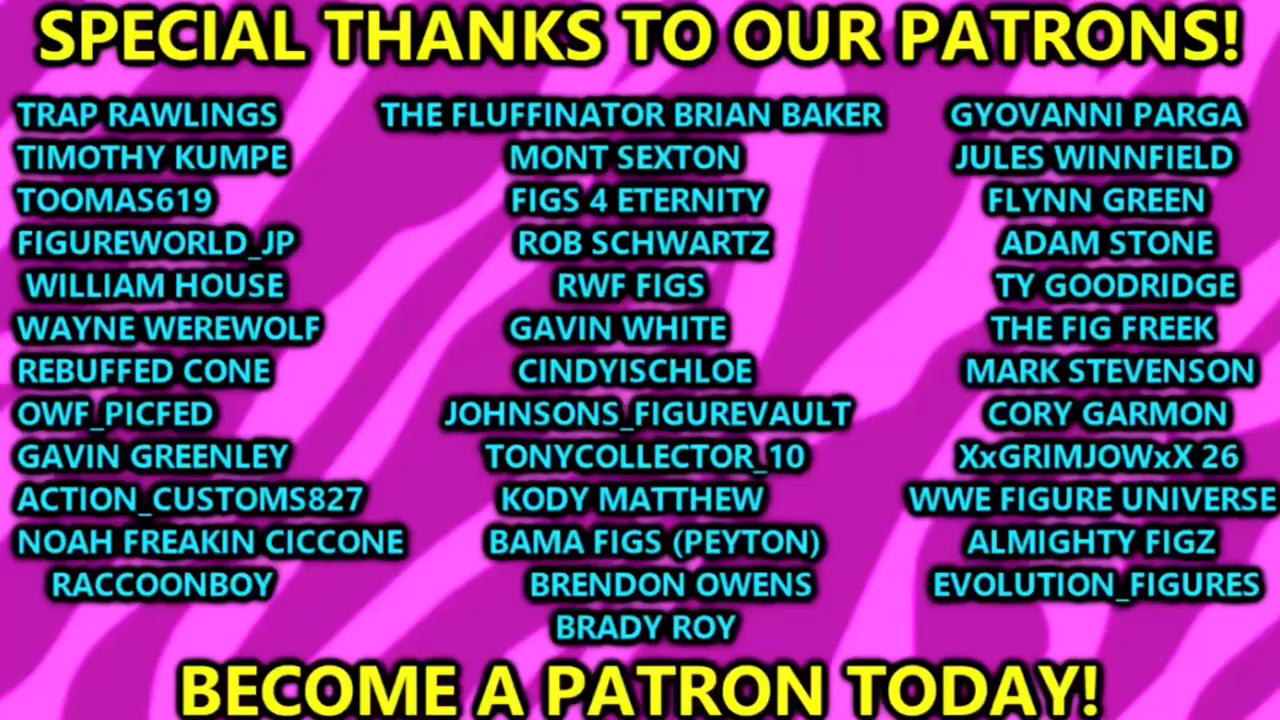 SPECIAL THANKS TO OUR PATRONS!
TRAP RAWLINGS
TIMOTHY KUMPE
TOOMAS619
FIGUREWORLD_JP
WILLIAM HOUSE
WAYNE WEREWOLF
REBUFFED CONE
OWF_PICFED
GAVIN GREENLEY
ACTION_CUSTOMS827
NOAH FREAKIN CICCONE
RACCOONBOY
THE FLUFFINATOR BRIAN BAKER
MONT SEXTON
FIGS 4 ETERNITY
ROB SCHWARTZ
RWF FIGS
GAVIN WHITE
CINDYISCHLOE
JOHNSONS_FIGUREVAULT
TONYCOLLECTOR_10
KODY MATTHEW
BAMA FIGS (PEYTON)
BRENDON OWENS
BRADY ROY
GYOVANNI PARGA
JULES WINNFIELD
FLYNN GREEN
ADAM STONE
TY GOODRIDGE
THE FIG FREEK
MARK STEVENSON
CORY GARMON
XxGRIMJOWxX 26
WWE FIGURE UNIVERSE
ALMIGHTY FIGZ
EVOLUTION_FIGURES
BECOME A PATRON TODAY!